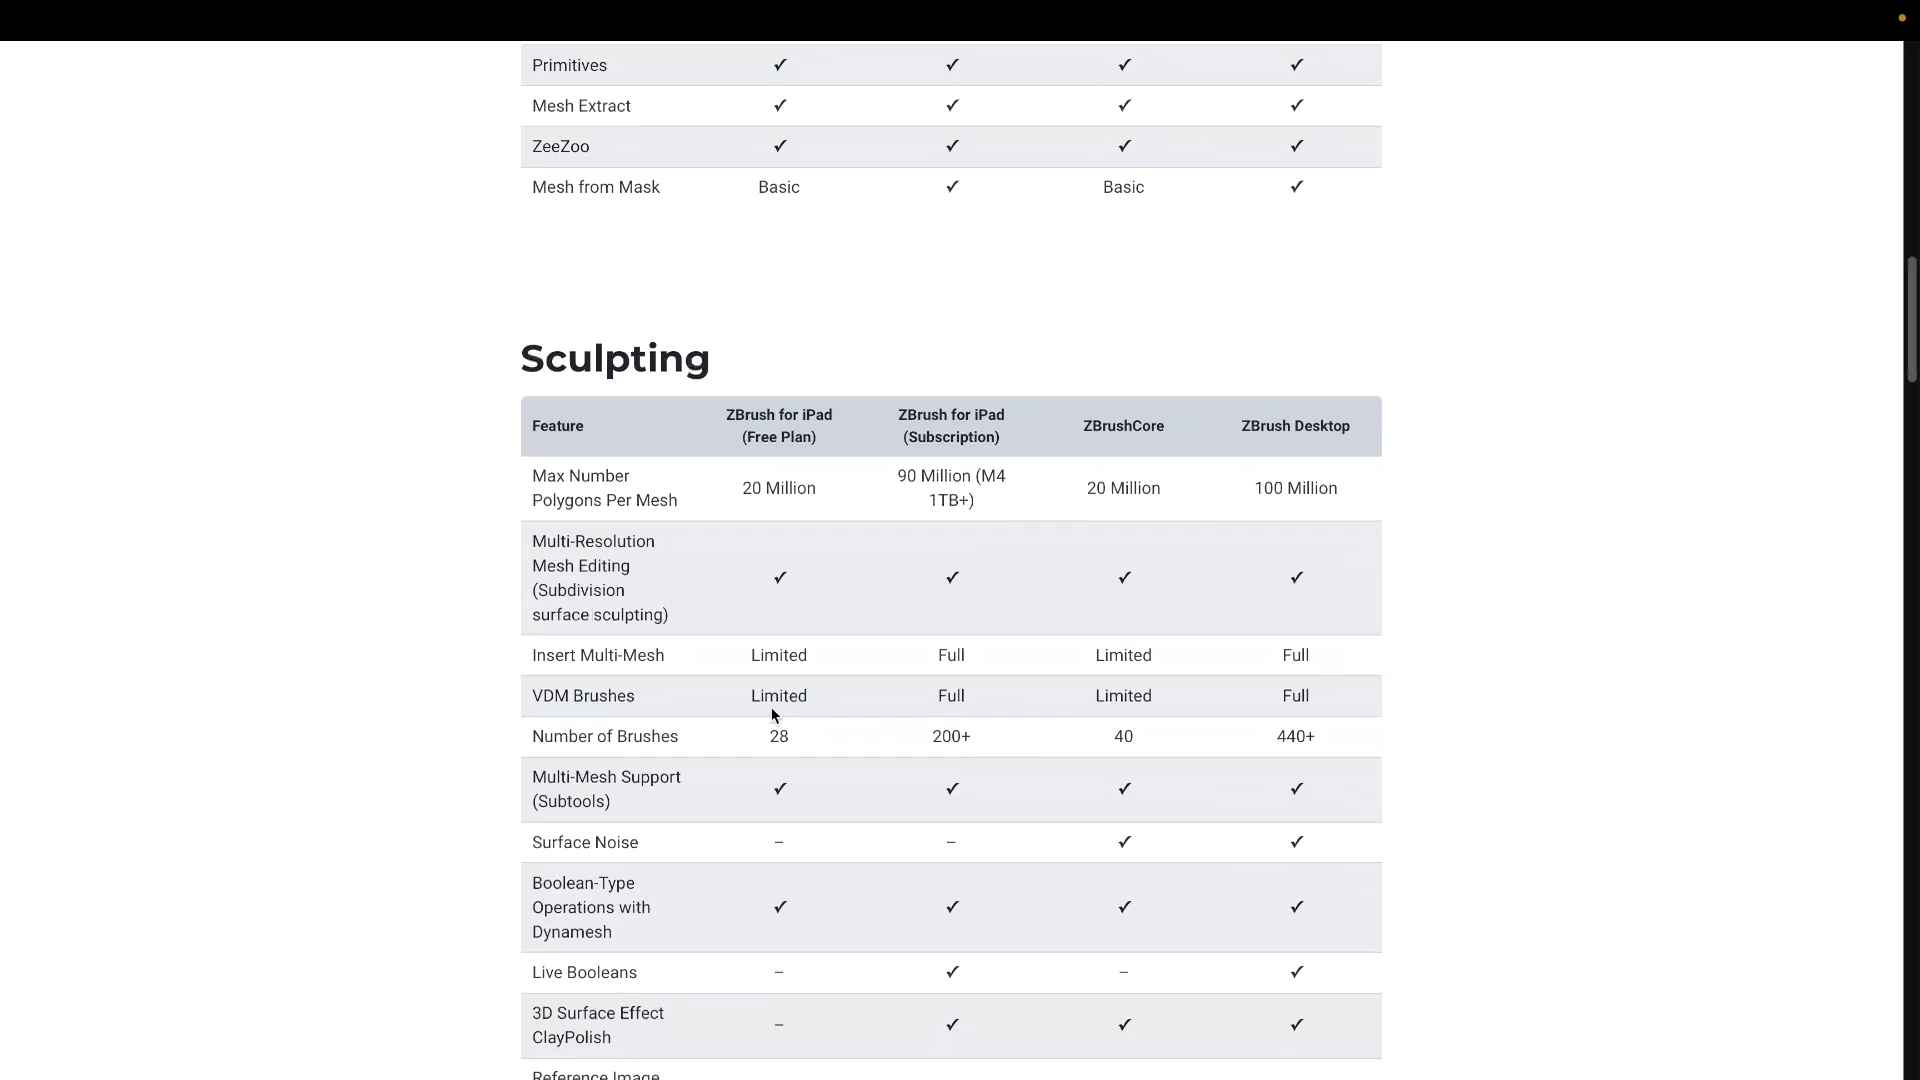 Primitives ✓ ✓ ✓ ✓
Mesh Extract ✓ ✓ ✓ ✓
ZeeZoo ✓ ✓ ✓ ✓
Mesh from Mask Basic ✓ Basic ✓
Sculpting
Feature ZBrush for iPad (Free Plan) ZBrush for iPad (Subscription) ZBrushCore ZBrush Desktop
Max Number Polygons Per Mesh 20 Million 90 Million (M4 1TB+) 20 Million 100 Million
Multi-Resolution Mesh Editing (Subdivision surface sculpting) ✓ ✓ ✓ ✓
Insert Multi-Mesh Limited Full Limited Full
VDM Brushes Limited Full Limited Full
Number of Brushes 28 200+ 40 440+
Multi-Mesh Support (Subtools) ✓ ✓ ✓ ✓
Surface Noise – – ✓ ✓
Boolean-Type Operations with Dynamesh ✓ ✓ ✓ ✓
Live Booleans – ✓ – ✓
3D Surface Effect ClayPolish – ✓ ✓ ✓
Reference Image